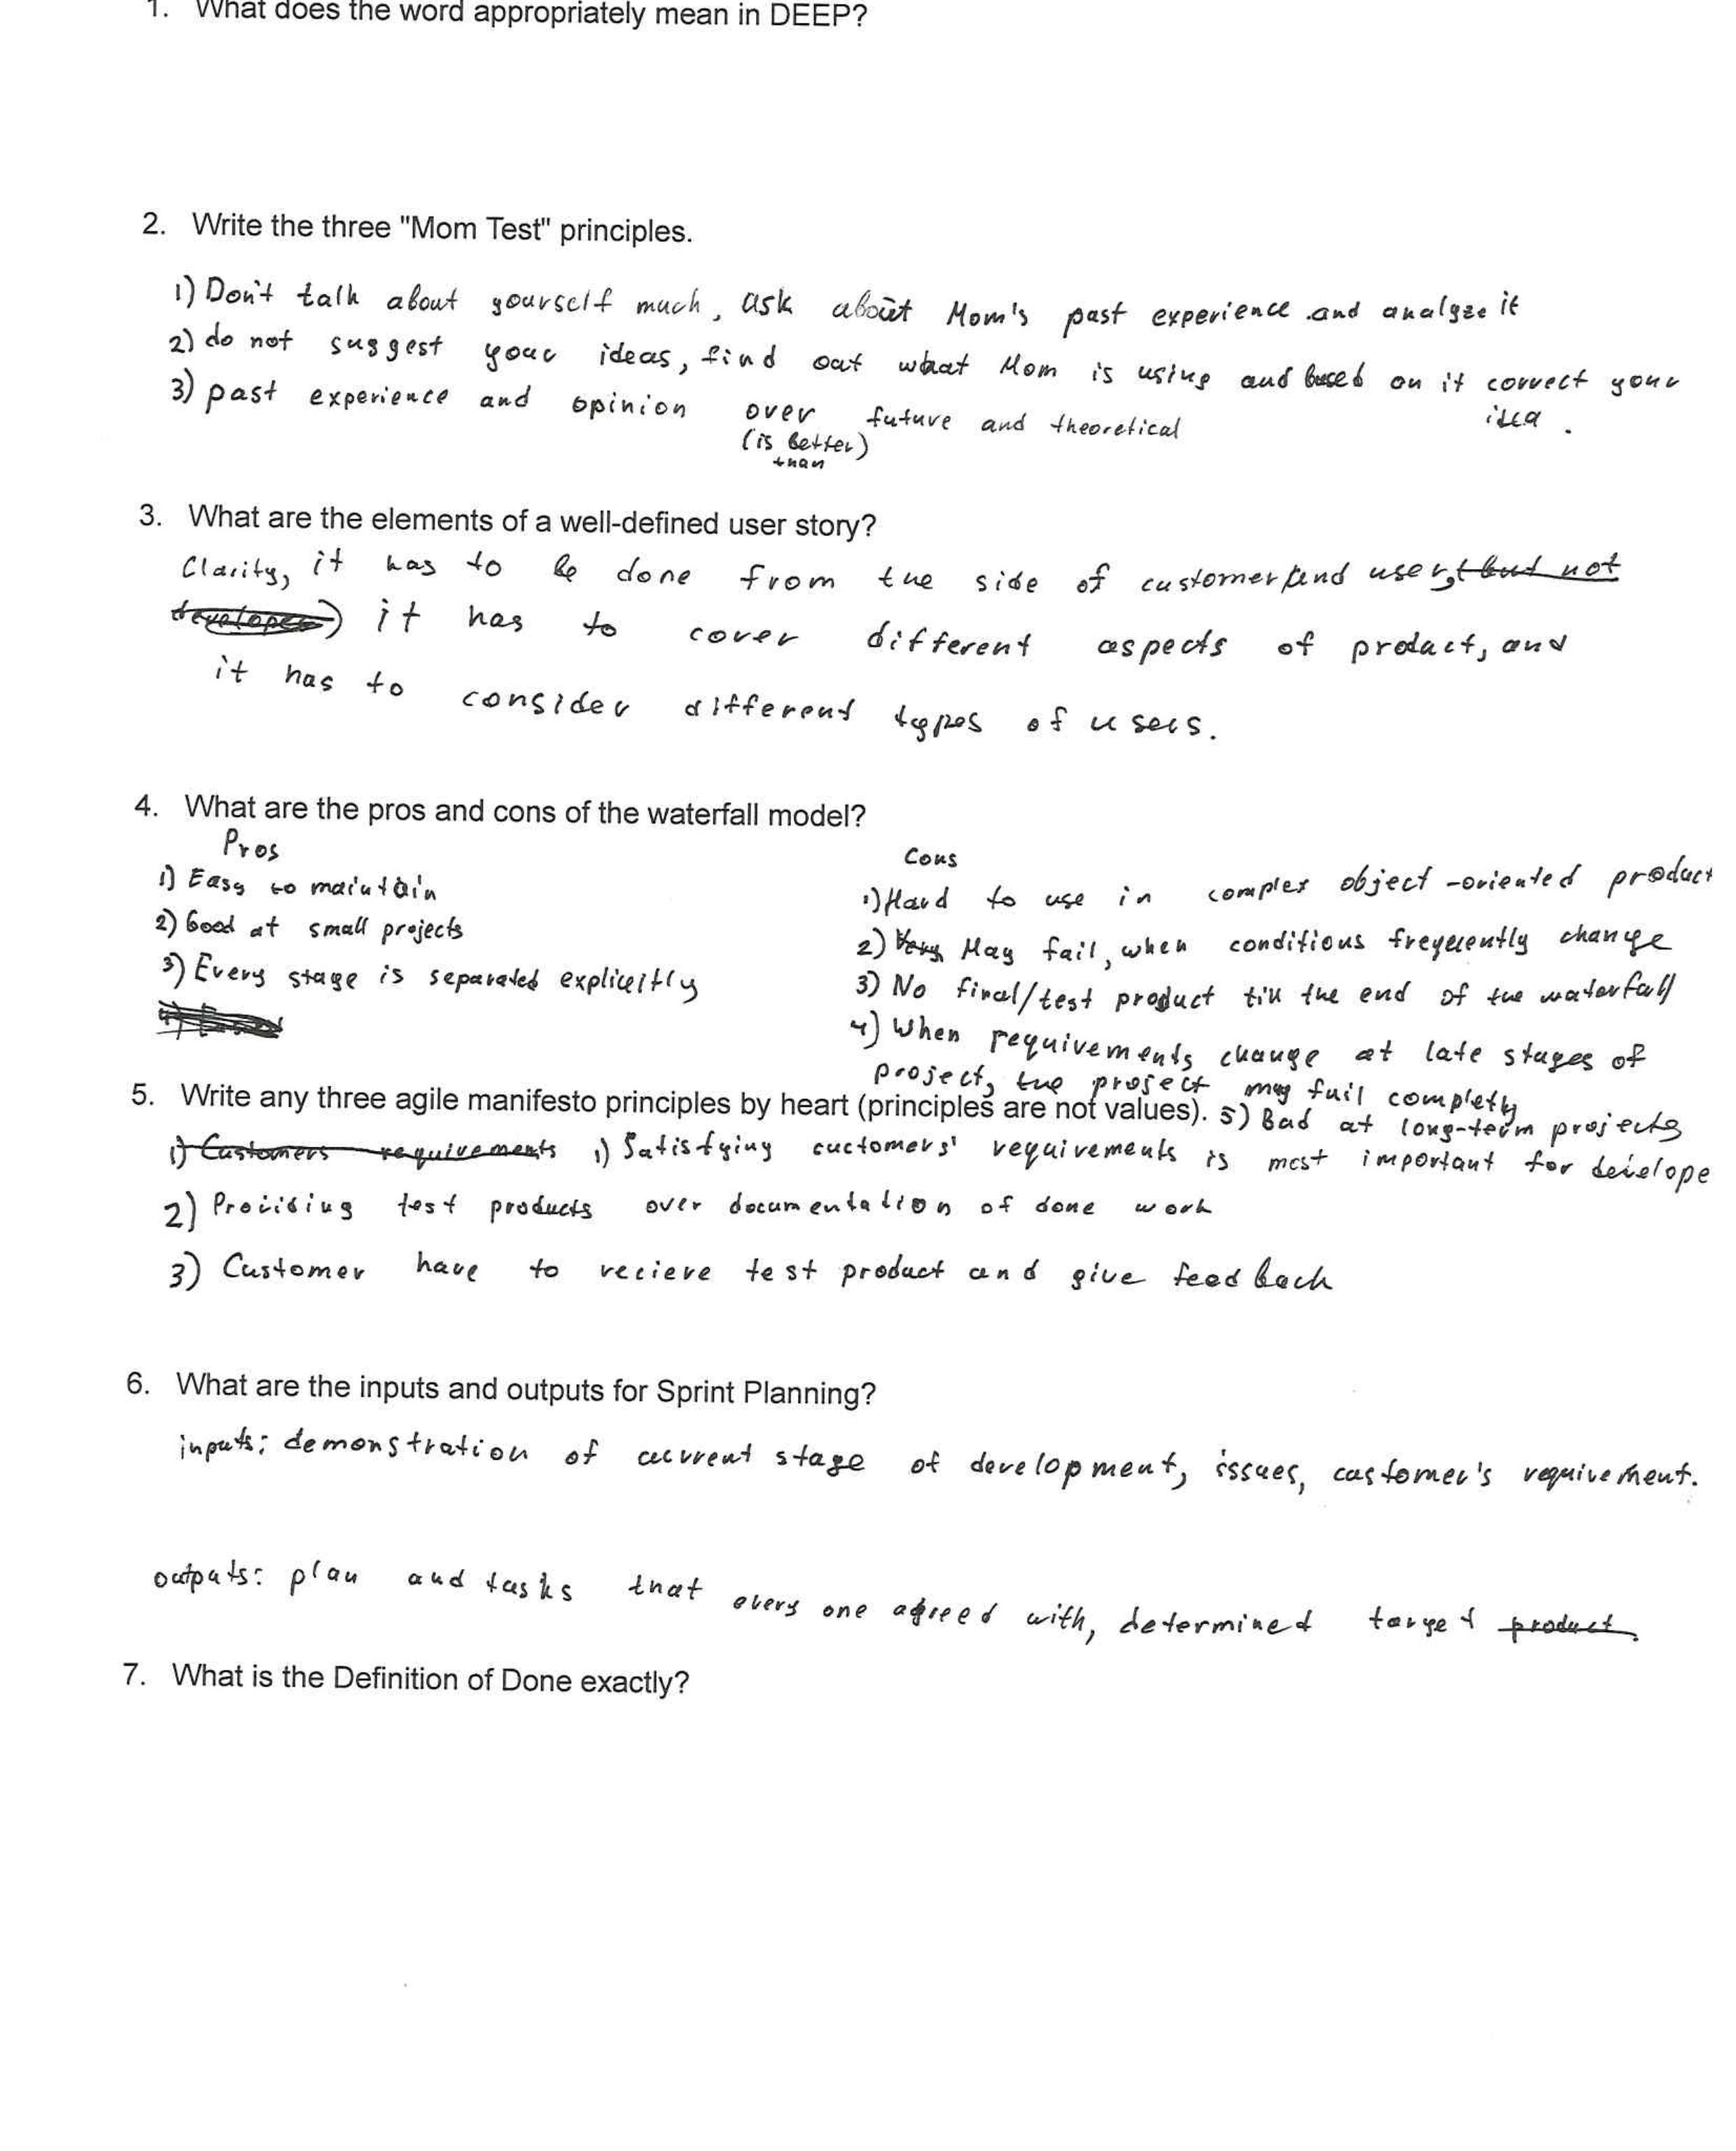 1. What does the word appropriately mean in DEEP?
2. Write the three "Mom Test" principles.
1) Don't talk about yourself much, ask about Mom's past experience and analyze it
2) do not suggest your ideas, find out what Mom is using and based on it correct your
idea.
3) past experience and opinion over future and theoretical
(is better)
than
3. What are the elements of a well-defined user story?
Clarity, it has to be done from the side of customer/end user, but not
developer) it has to cover different aspects of product, and
it has to consider different types of users.
4. What are the pros and cons of the waterfall model?
Pros
1) Easy to maintain
2) Good at small projects
3) Every stage is separated explicitly
Cons
1) Hard to use in complex object-oriented product
2) Very May fail, when conditions frequently change
3) No final/test product till the end of the waterfall
4) When requirements change at late stages of
project, the project may fail completly
5) Bad at long-term projects
5. Write any three agile manifesto principles by heart (principles are not values).
1) Customers requirements 1) Satisfying cuctomers' requirements is most important for develope
2) Providing test products over documentation of done work
3) Customer have to recieve test product and give feedback
6. What are the inputs and outputs for Sprint Planning?
inputs: demonstration of current stage of development, issues, customer's requirement.
outputs: plan and tasks that every one agreed with, determined target product.
7. What is the Definition of Done exactly?